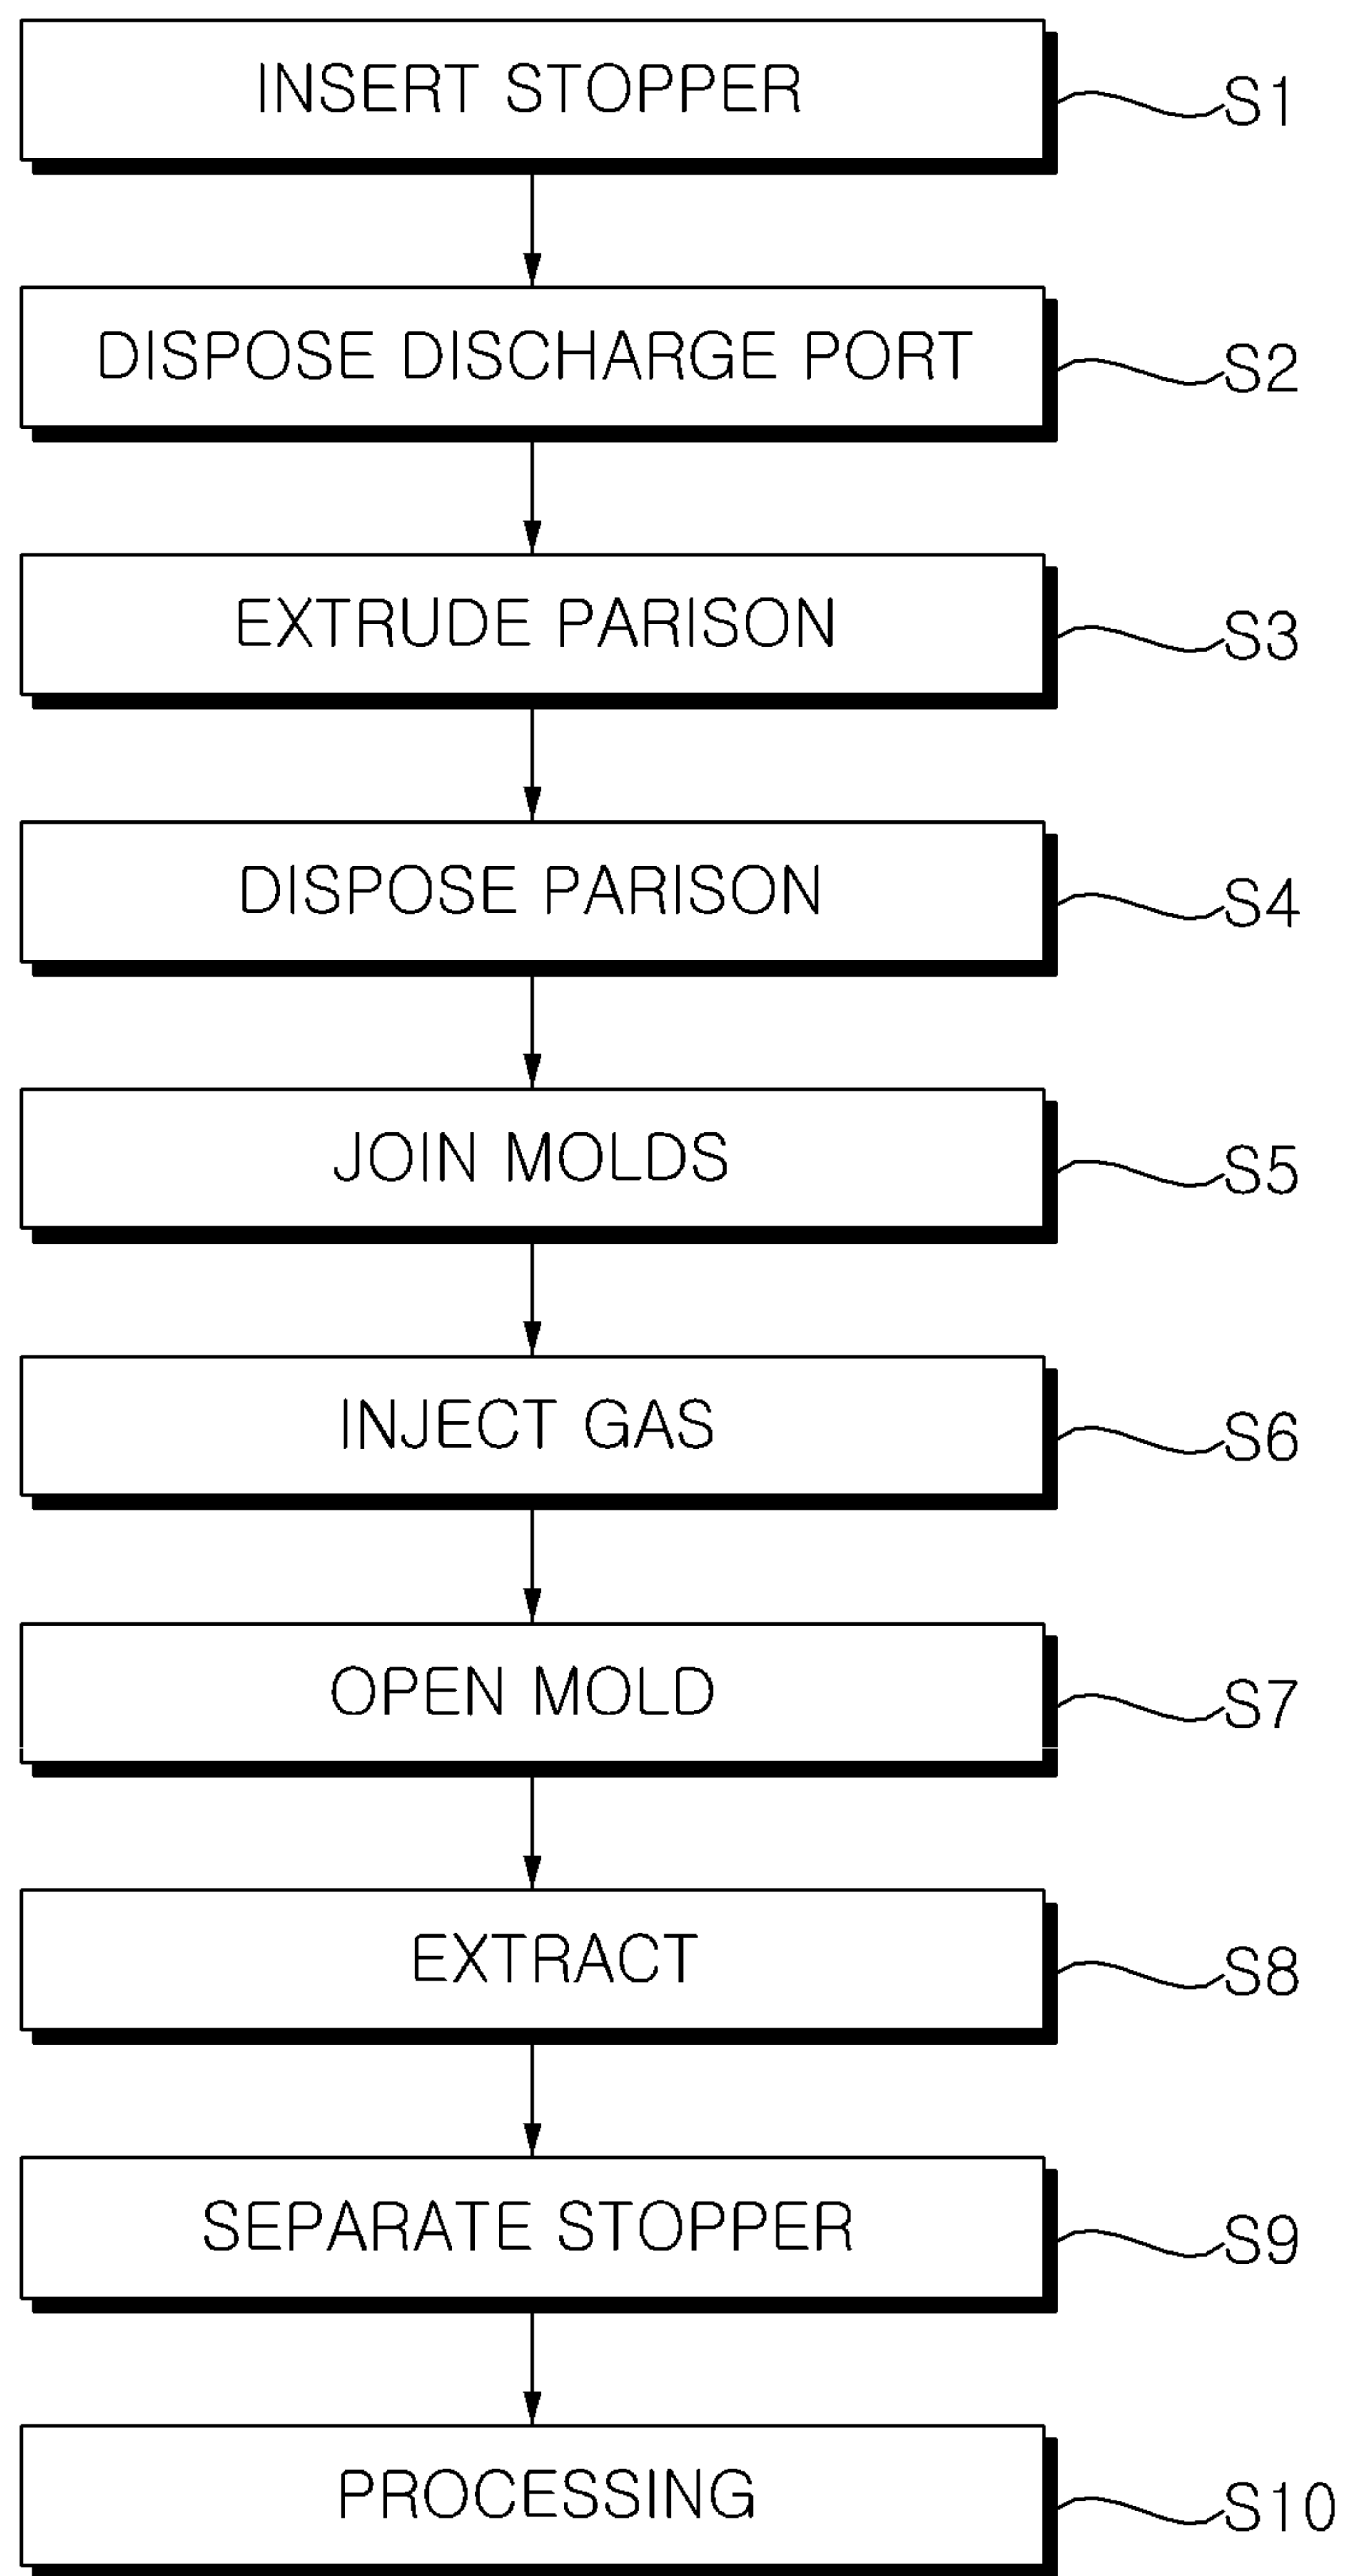 INSERT STOPPER S1
DISPOSE DISCHARGE PORT S2
EXTRUDE PARISON S3
DISPOSE PARISON S4
JOIN MOLDS S5
INJECT GAS S6
OPEN MOLD S7
EXTRACT S8
SEPARATE STOPPER S9
PROCESSING S10